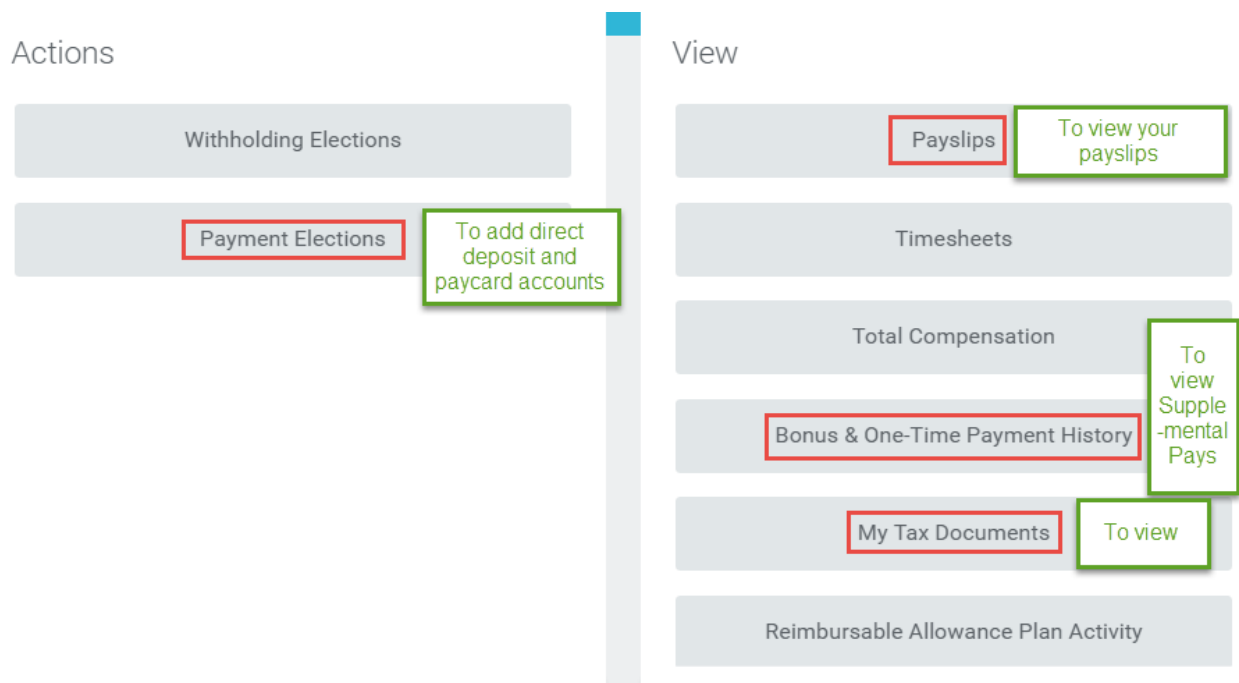 Actions
Withholding Elections
Payment Elections
To add direct
deposit and
paycard accounts
View
Payslips
To view your
payslips
Timesheets
Total Compensation
Bonus & One-Time Payment History
To
view
Supple
-mental
Pays
My Tax Documents
To view
Reimbursable Allowance Plan Activity